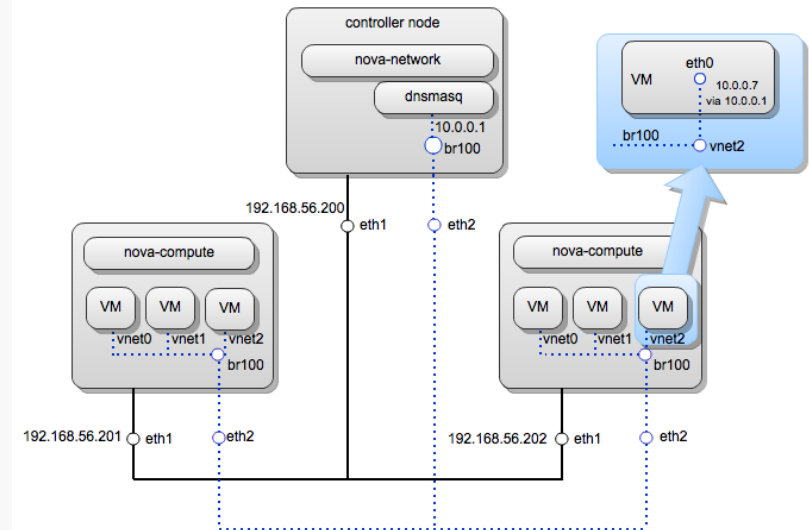 controller node
nova-network
dnsmasq
10.0.0.1
br100
eth0
VM
10.0.0.7
via 10.0.0.1
br100
vnet2
192.168.56.200
eth1
eth2
nova-compute
VM
VM
VM
vnet0
vnet1
vnet2
br100
nova-compute
VM
VM
VM
vnet0
vnet1
vnet2
br100
192.168.56.201
eth1
eth2
192.168.56.202
eth1
eth2